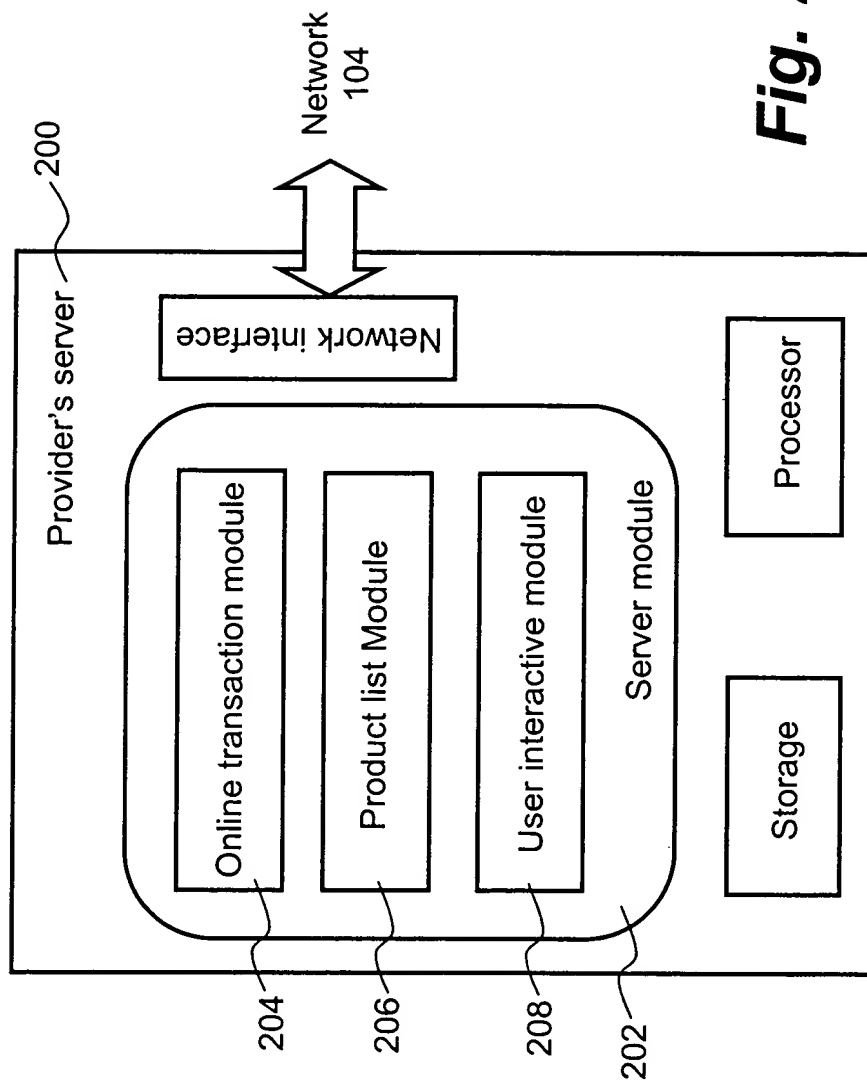 Provider's server
200
Online transaction module
204
Product list Module
206
User interactive module
208
Server module
202
Network interface
Network
104
Storage
Processor
Fig.